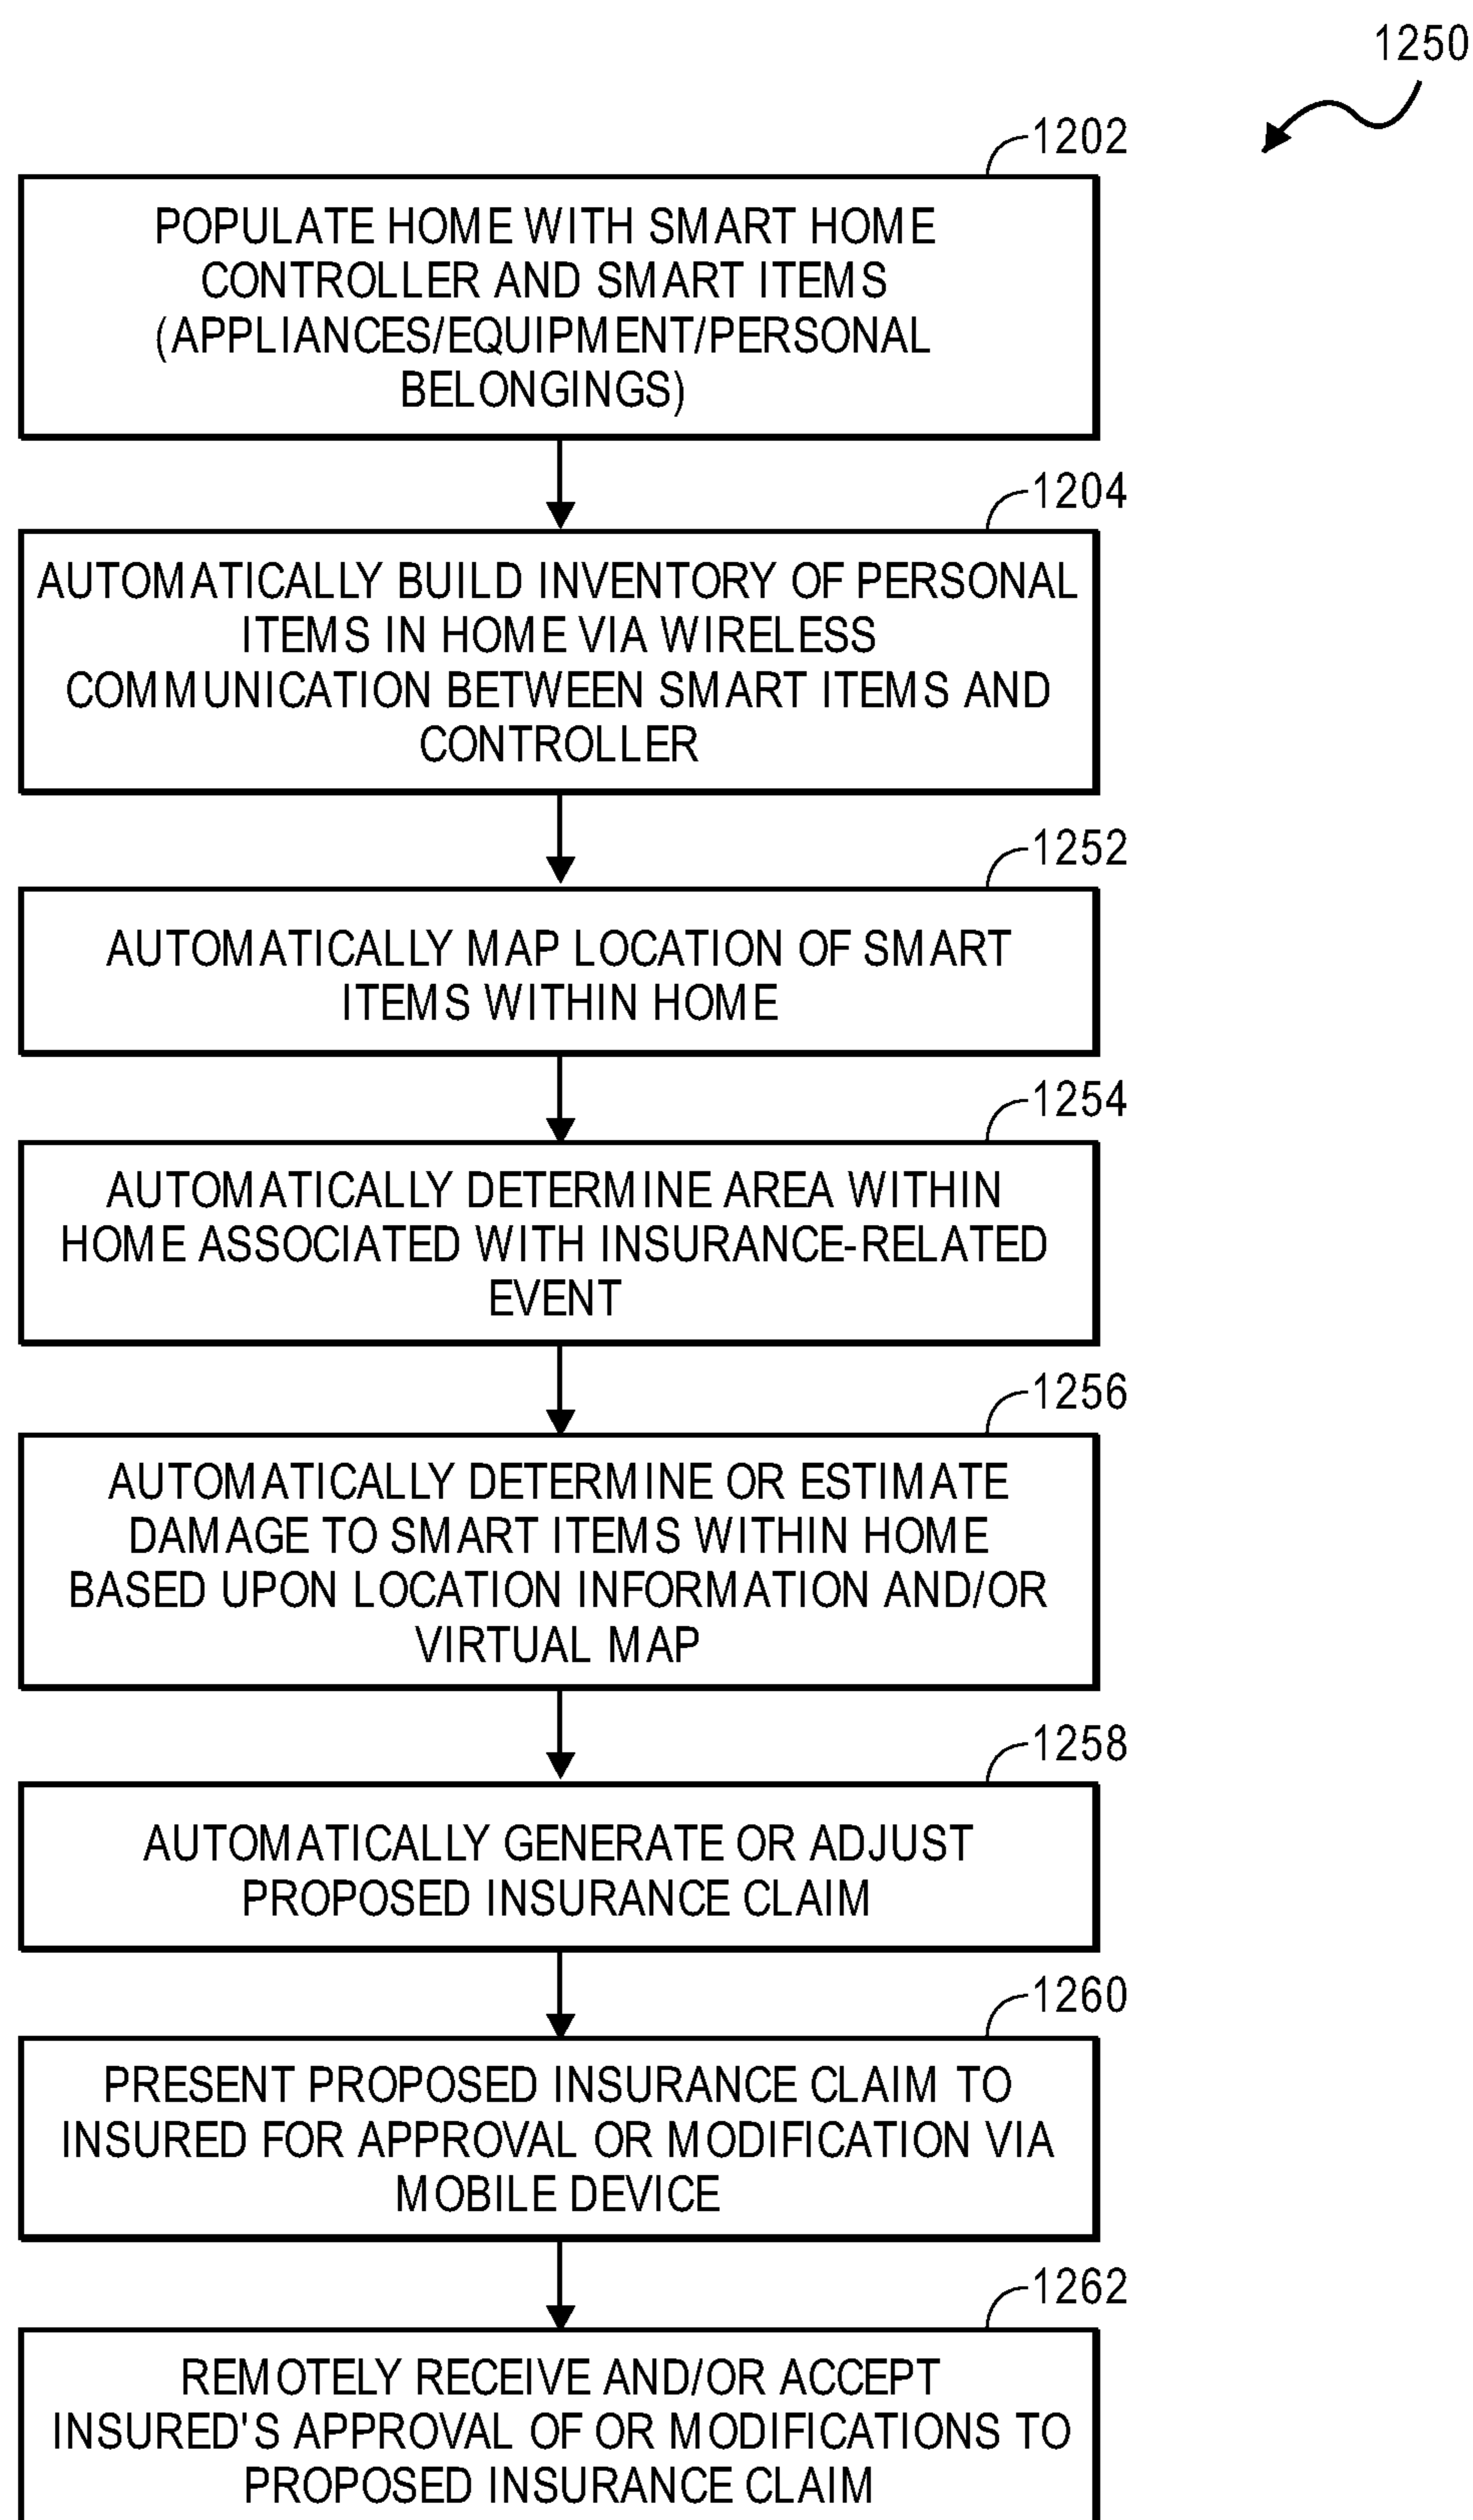 1250
1202
POPULATE HOME WITH SMART HOME
CONTROLLER AND SMART ITEMS
(APPLIANCES/EQUIPMENT/PERSONAL
BELONGINGS)
1204
AUTOMATICALLY BUILD INVENTORY OF PERSONAL
ITEMS IN HOME VIA WIRELESS
COMMUNICATION BETWEEN SMART ITEMS AND
CONTROLLER
1252
AUTOMATICALLY MAP LOCATION OF SMART
ITEMS WITHIN HOME
1254
AUTOMATICALLY DETERMINE AREA WITHIN
HOME ASSOCIATED WITH INSURANCE-RELATED
EVENT
1256
AUTOMATICALLY DETERMINE OR ESTIMATE
DAMAGE TO SMART ITEMS WITHIN HOME
BASED UPON LOCATION INFORMATION AND/OR
VIRTUAL MAP
1258
AUTOMATICALLY GENERATE OR ADJUST
PROPOSED INSURANCE CLAIM
1260
PRESENT PROPOSED INSURANCE CLAIM TO
INSURED FOR APPROVAL OR MODIFICATION VIA
MOBILE DEVICE
1262
REMOTELY RECEIVE AND/OR ACCEPT
INSURED'S APPROVAL OF OR MODIFICATIONS TO
PROPOSED INSURANCE CLAIM